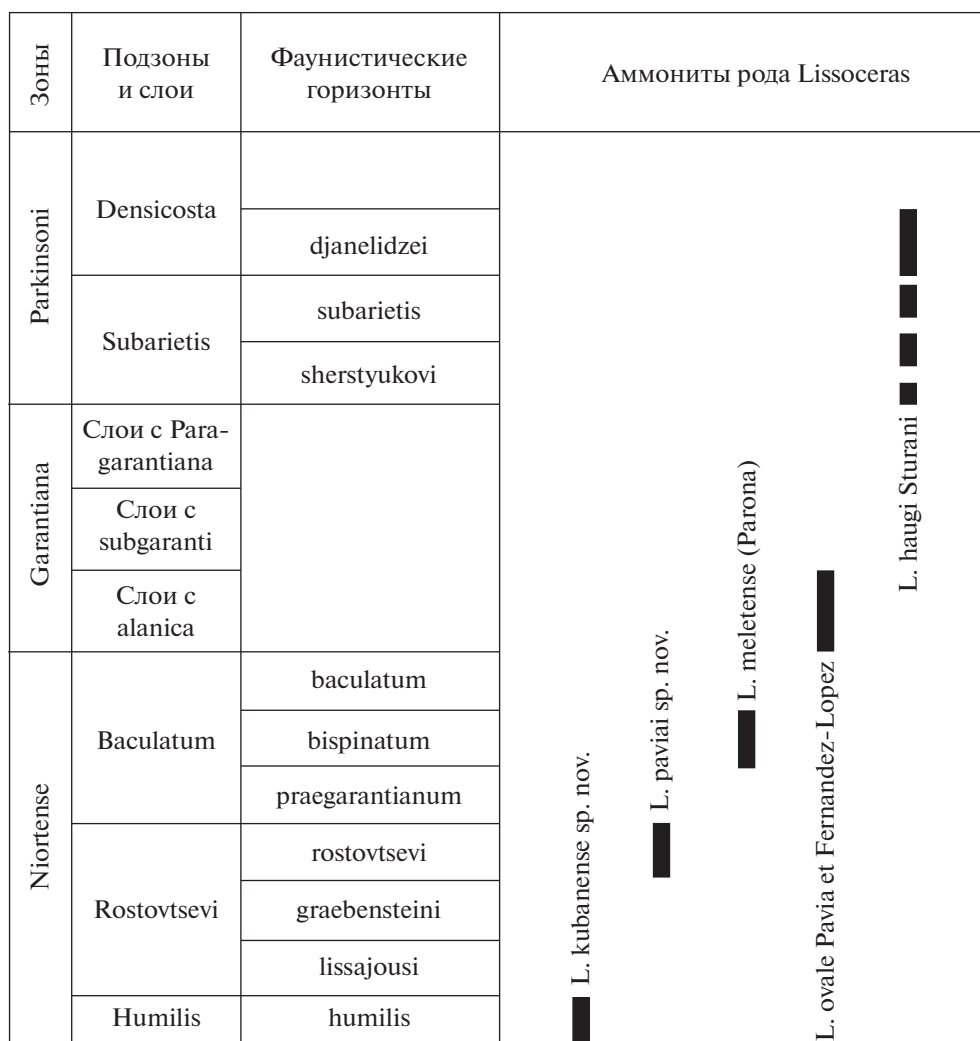 Зоны
Подзоны
и слои
Фаунистические
горизонты
Аммониты рода Lissoceras
Parkinsoni
Densicosta
djanelidzei
Subarietis
subarietis
sherstyukovi
Garantiana
Слои с Para-
garantiana
Слои с
subgaranti
Слои с
alanica
Niortense
Baculatum
baculatum
bispinatum
praegarantianum
Rostovtsevi
rostovtsevi
graebensteini
lissajousi
Humilis
humilis
L. kubanense sp. nov.
L. paviai sp. nov.
L. meletense (Parona)
L. ovale Pavia et Fernandez-Lopez
L. haugi Sturani